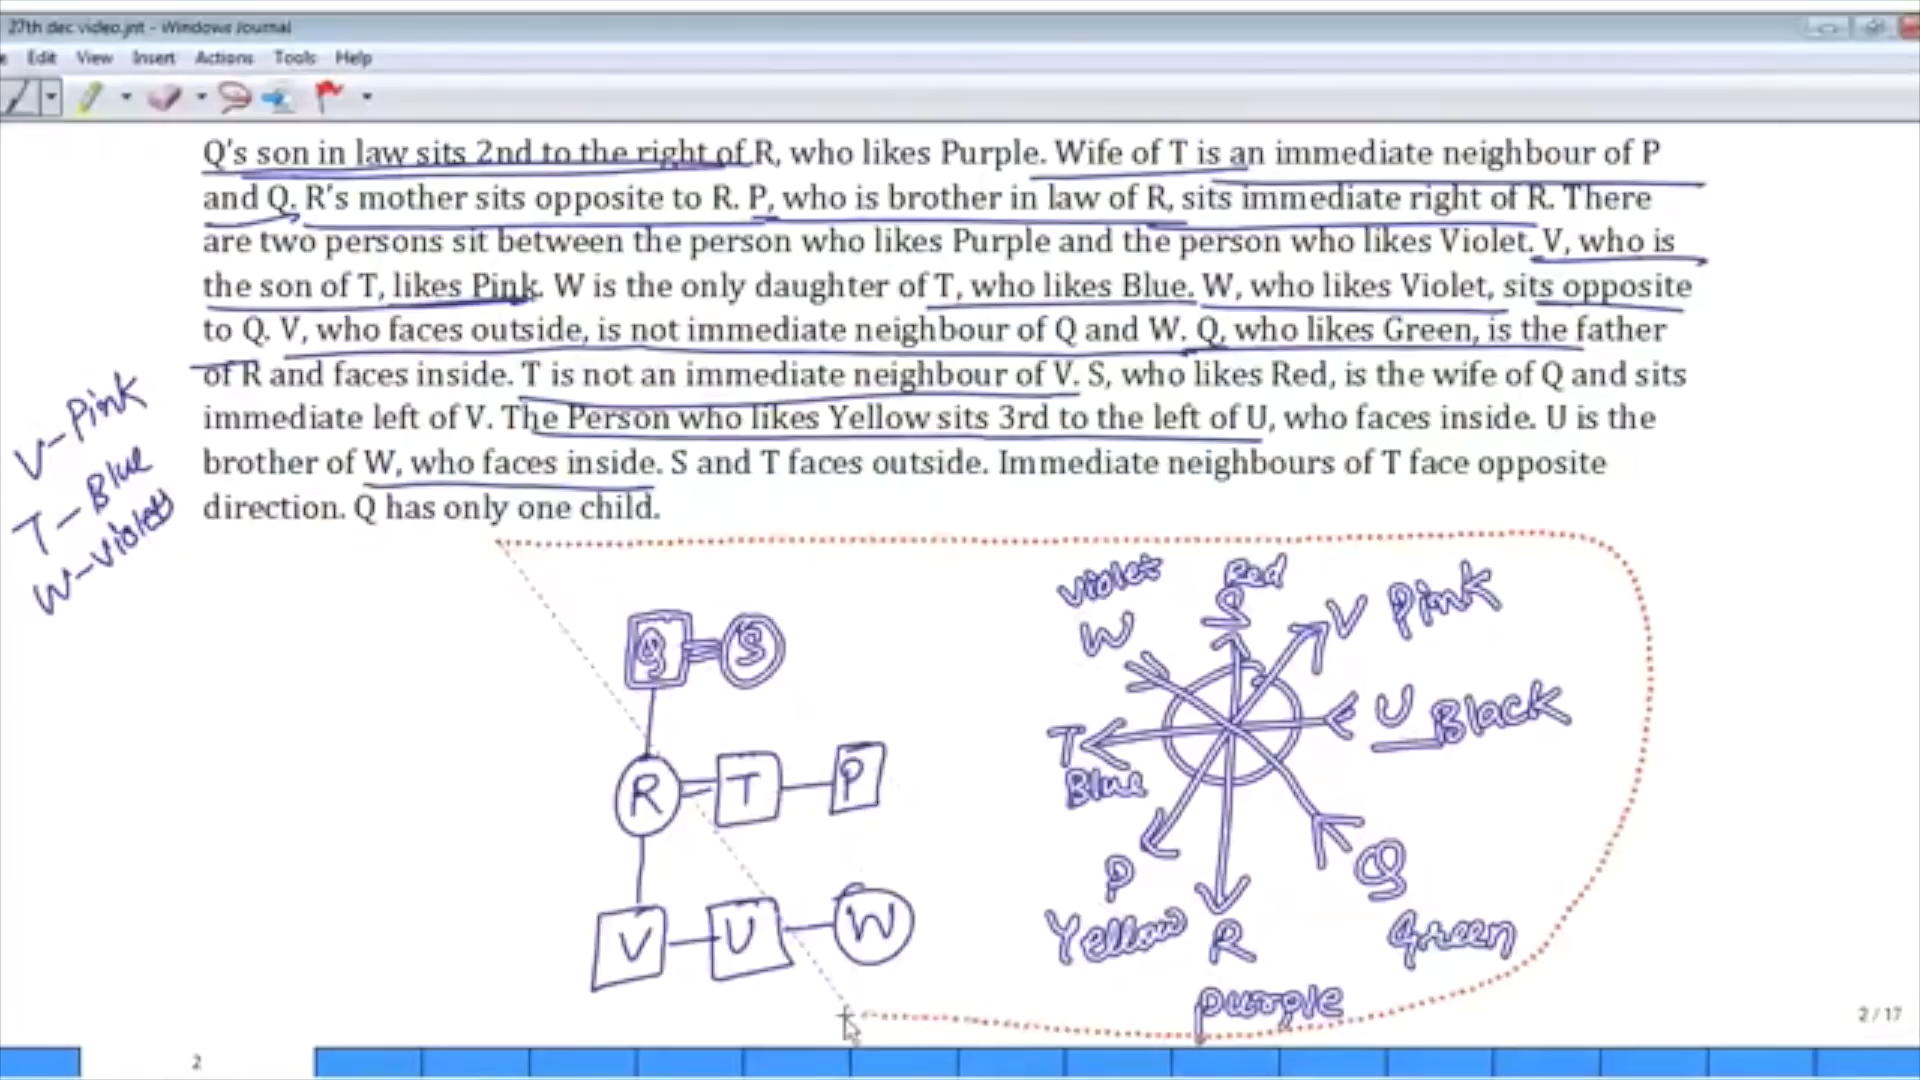 27th dec video.jnt - Windows Journal
Edit View Insert Actions Tools Help
Q's son in law sits 2nd to the right of R, who likes Purple. Wife of T is an immediate neighbour of P
and Q. R's mother sits opposite to R. P, who is brother in law of R, sits immediate right of R. There
are two persons sit between the person who likes Purple and the person who likes Violet. V, who is
the son of T, likes Pink. W is the only daughter of T, who likes Blue. W, who likes Violet, sits opposite
to Q. V, who faces outside, is not immediate neighbour of Q and W. Q, who likes Green, is the father
of R and faces inside. T is not an immediate neighbour of V. S, who likes Red, is the wife of Q and sits
immediate left of V. The Person who likes Yellow sits 3rd to the left of U, who faces inside. U is the
brother of W, who faces inside. S and T faces outside. Immediate neighbours of T face opposite
direction. Q has only one child.
V-Pink
T-Blue
W-Violet
Q S
R T P
V U W
Violet Red
W S V Pink
T U Black
Blue
P Q
Yellow R Green
Purple
2 / 17
2